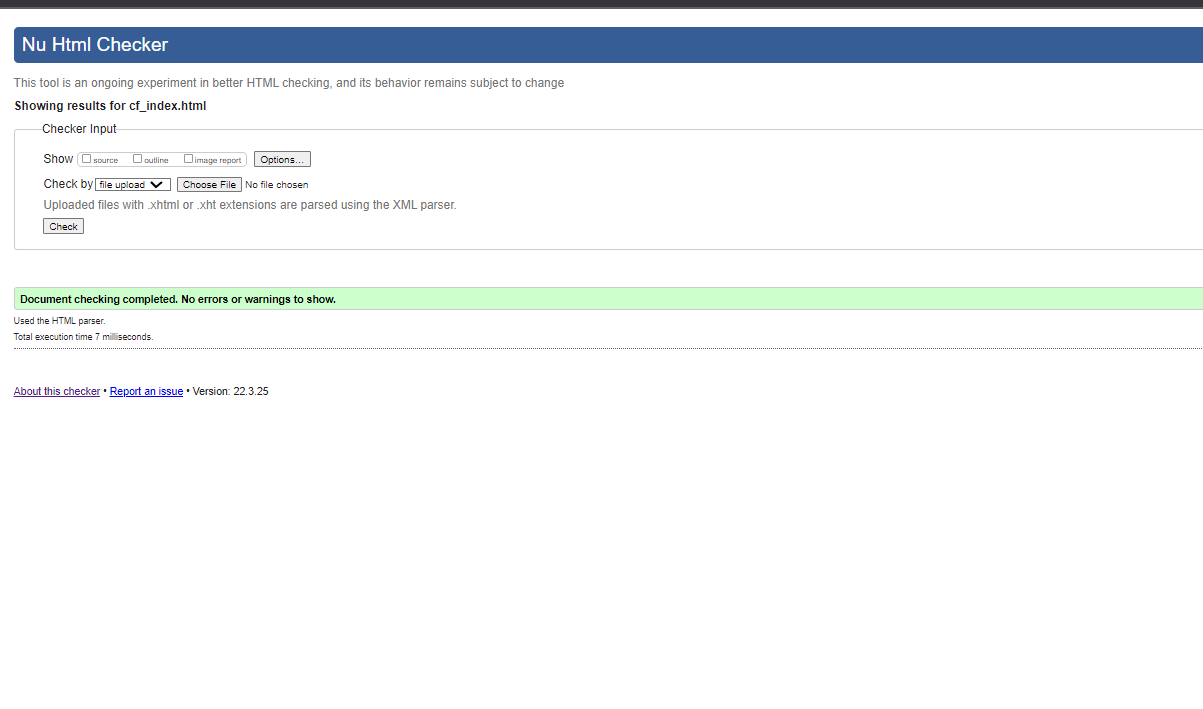 Nu Html Checker
This tool is an ongoing experiment in better HTML checking, and its behavior remains subject to change
Showing results for cf_index.html
Checker Input
Show source outline image report Options...
Check by file upload Choose File No file chosen
Uploaded files with .xhtml or .xht extensions are parsed using the XML parser.
Check
Document checking completed. No errors or warnings to show.
Used the HTML parser.
Total execution time 7 milliseconds.
About this checker • Report an issue • Version: 22.3.25